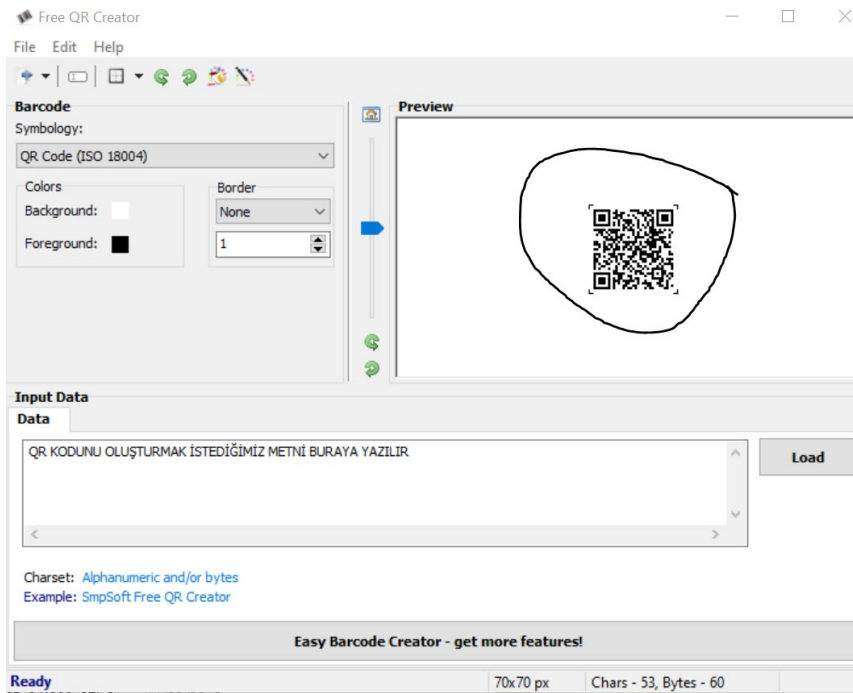 Free QR Creator
File Edit Help
Barcode
Symbology:
QR Code (ISO 18004)
Colors
Background:
Foreground:
Border
None
1
Preview
Input Data
Data
QR KODUNU OLUŞTURMAK İSTEDİĞİMİZ METNİ BURAYA YAZILIR
Load
Charset: Alphanumeric and/or bytes
Example: SmpSoft Free QR Creator
Easy Barcode Creator - get more features!
Ready
70x70 px
Chars - 53, Bytes - 60